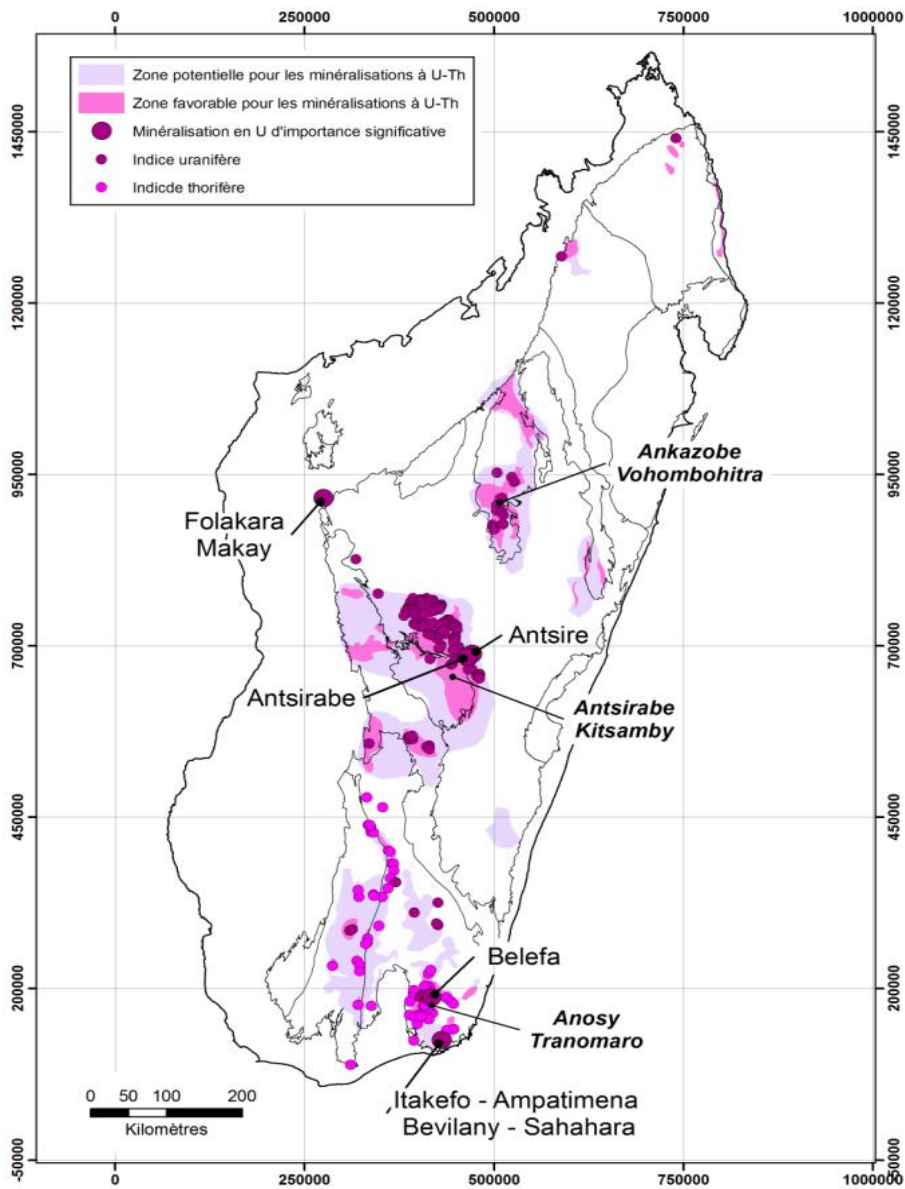 0 250000 500000 750000 1000000
Zone potentielle pour les minéralisations à U-Th
Zone favorable pour les minéralisations à U-Th
Minéralisation en U d'importance significative
Indice uranifère
Indicde thorifère
1450000 1450000
1200000 1200000
950000 950000
Ankazobe
Vohombohitra
Folakara
Makay
700000 700000
Antsire
Antsirabe
Antsirabe
Kitsamby
450000 450000
Belefa
200000 200000
Anosy
Tranomaro
0 50 100 200
Kilomètres
Itakefo - Ampatimena
Bevilany - Sahahara
-50000 -50000
0 250000 500000 750000 1000000